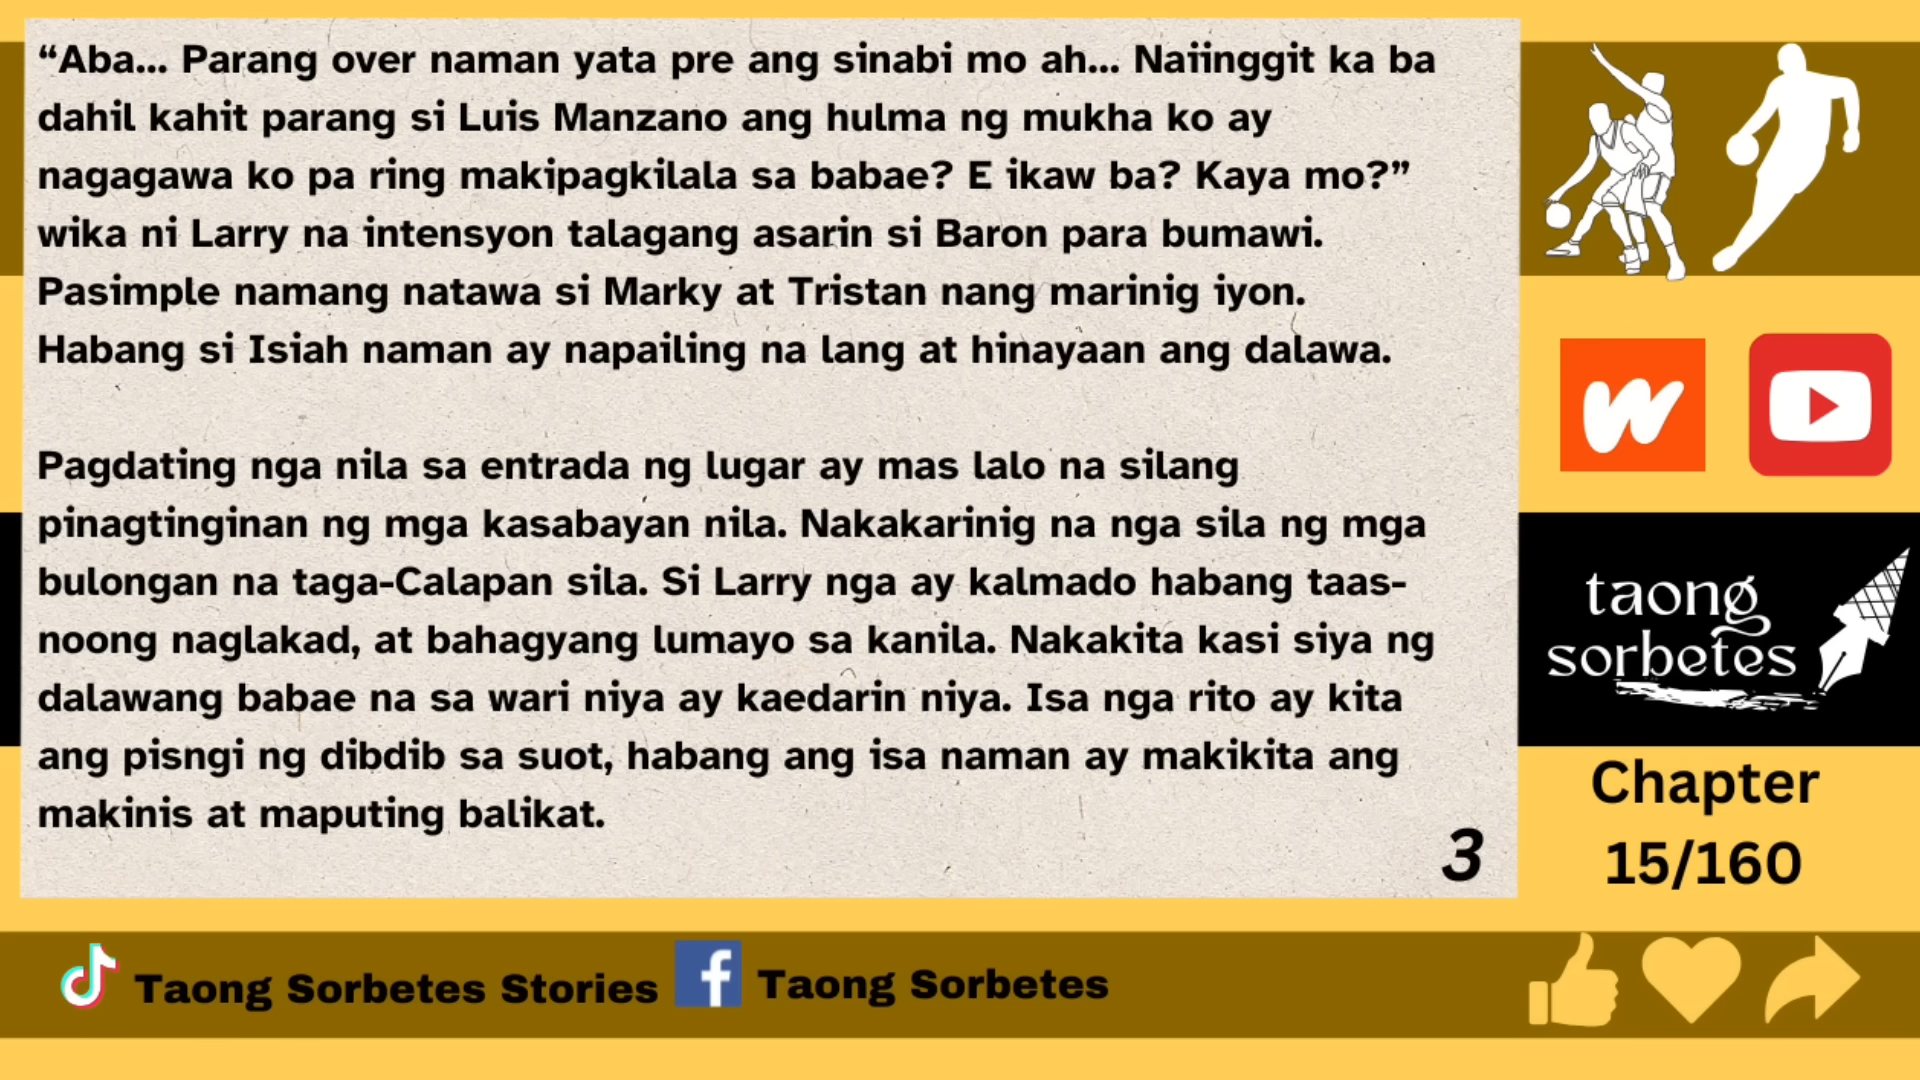 “Aba... Parang over naman yata pre ang sinabi mo ah... Naiinggit ka ba
dahil kahit parang si Luis Manzano ang hulma ng mukha ko ay
nagagawa ko pa ring makipagkilala sa babae? E ikaw ba? Kaya mo?”
wika ni Larry na intensyon talagang asarin si Baron para bumawi.
Pasimple namang natawa si Marky at Tristan nang marinig iyon.
Habang si Isiah naman ay napailing na lang at hinayaan ang dalawa.
Pagdating nga nila sa entrada ng lugar ay mas lalo na silang
pinagtinginan ng mga kasabayan nila. Nakakarinig na nga sila ng mga
bulongan na taga-Calapan sila. Si Larry nga ay kalmado habang taas-
noong naglakad, at bahagyang lumayo sa kanila. Nakakita kasi siya ng
dalawang babae na sa wari niya ay kaedarin niya. Isa nga rito ay kita
ang pisngi ng dibdib sa suot, habang ang isa naman ay makikita ang
makinis at maputing balikat.
3
taong
sorbetes
Chapter
15/160
Taong Sorbetes Stories
Taong Sorbetes